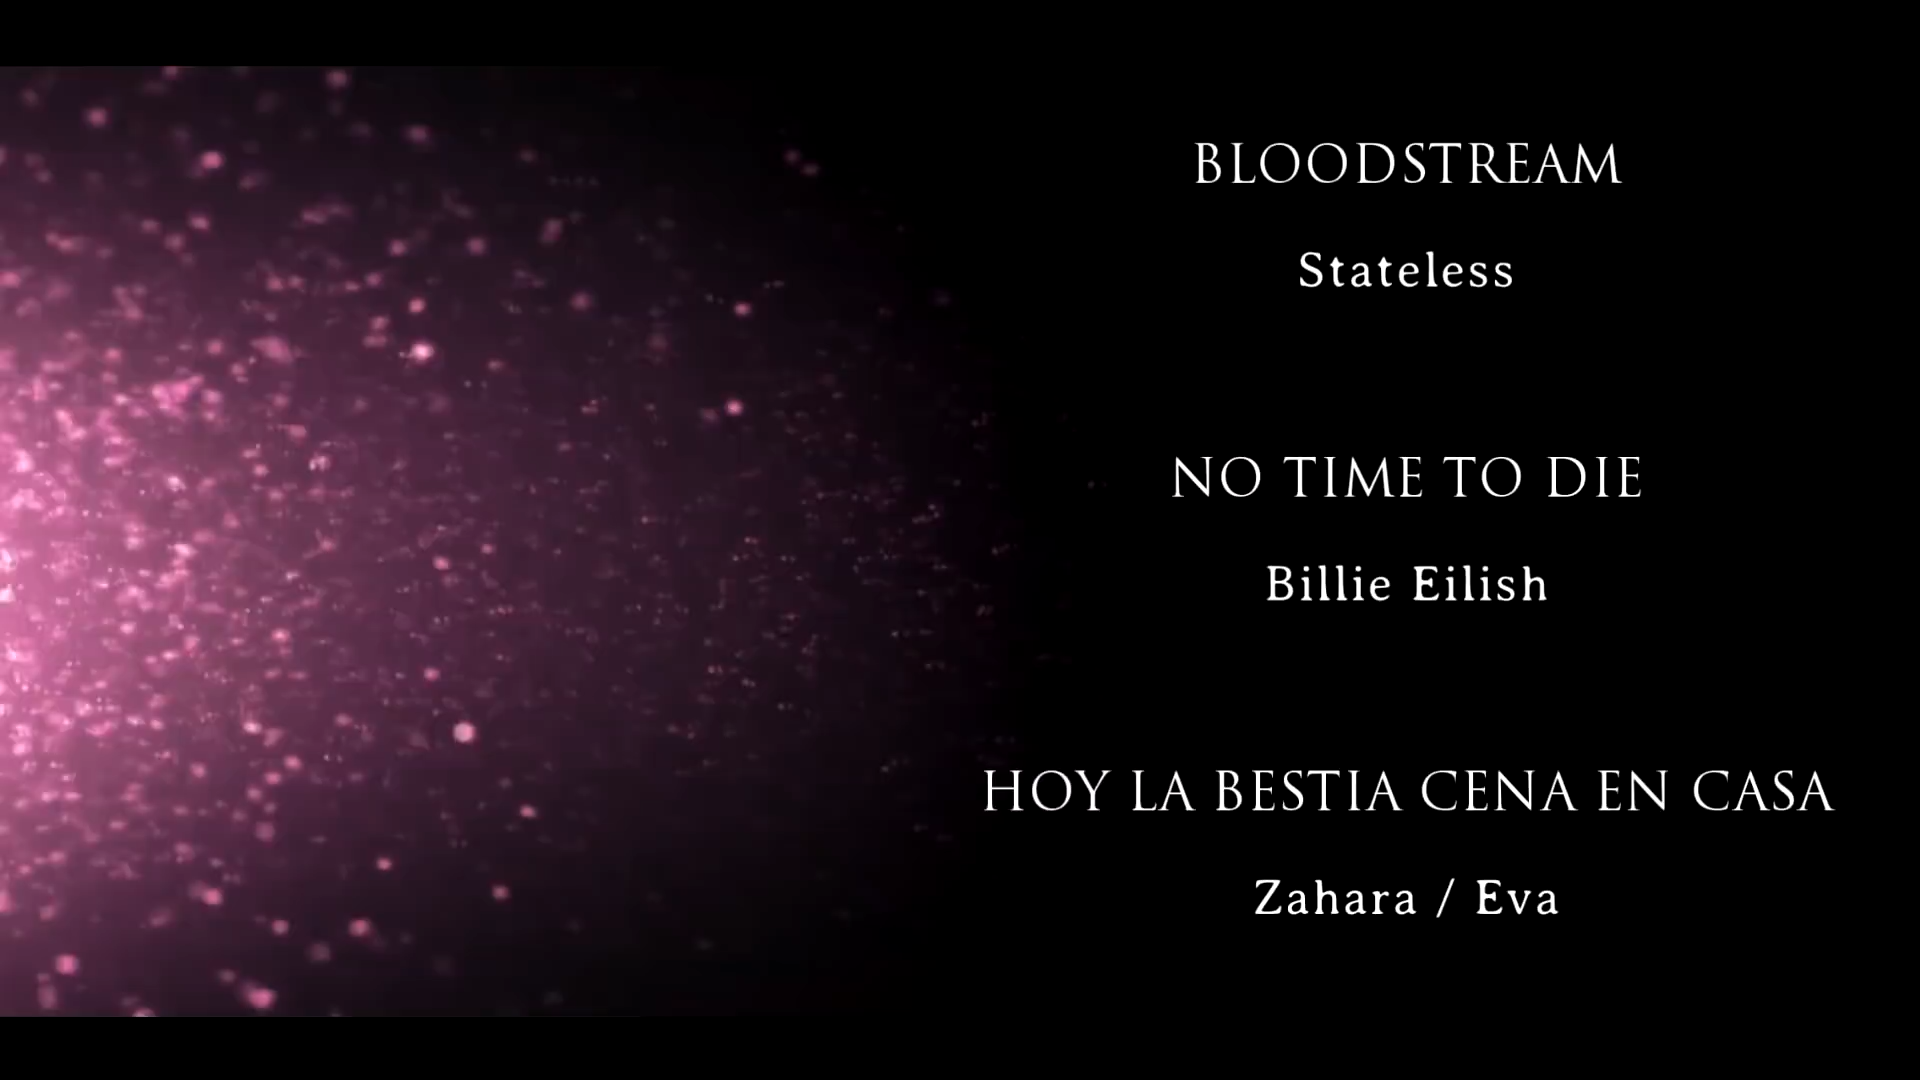 BLOODSTREAM
Stateless
NO TIME TO DIE
Billie Eilish
HOY LA BESTIA CENA EN CASA
Zahara / Eva